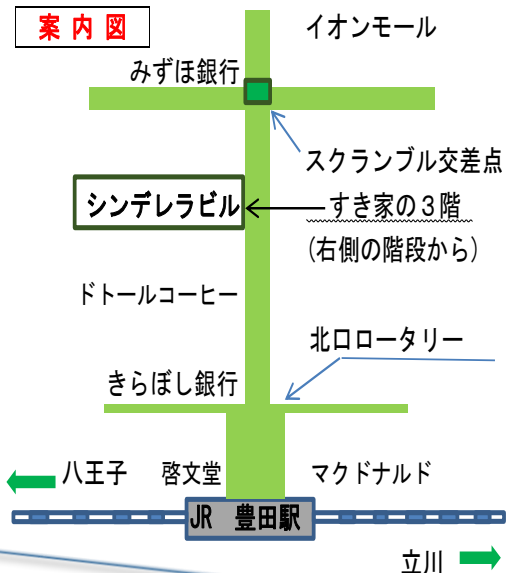 案内図
イオンモール
みずほ銀行
スクランブル交差点
シンデレラビル
すき家の３階
(右側の階段から)
ドトールコーヒー
北口ロータリー
きらぼし銀行
八王子
啓文堂
マクドナルド
JR 豊田駅
立川